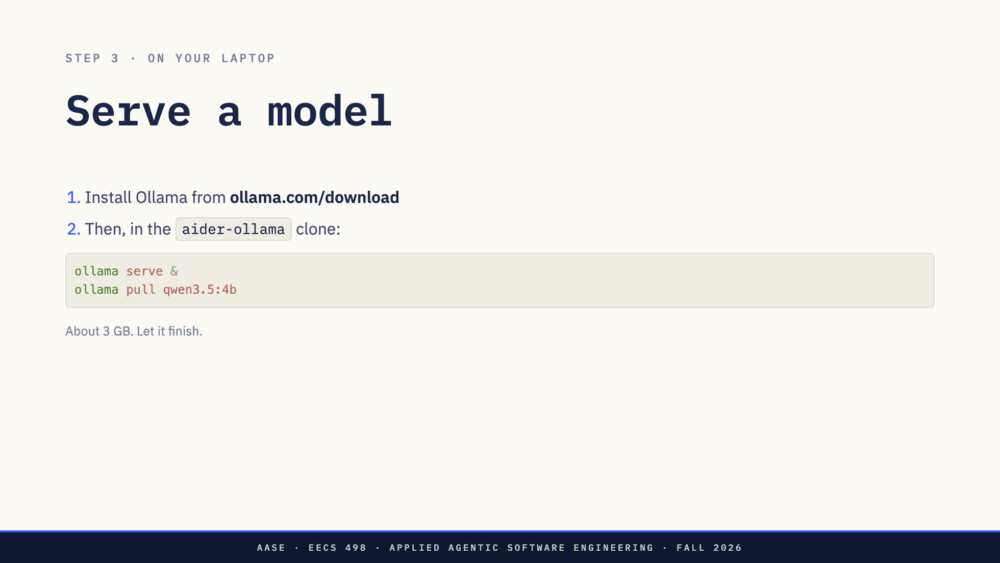 STEP 3 · ON YOUR LAPTOP
Serve a model
1. Install Ollama from ollama.com/download
2. Then, in the aider-ollama clone:
ollama serve &
ollama pull qwen3.5:4b
About 3 GB. Let it finish.
AASE · EECS 498 · APPLIED AGENTIC SOFTWARE ENGINEERING · FALL 2026